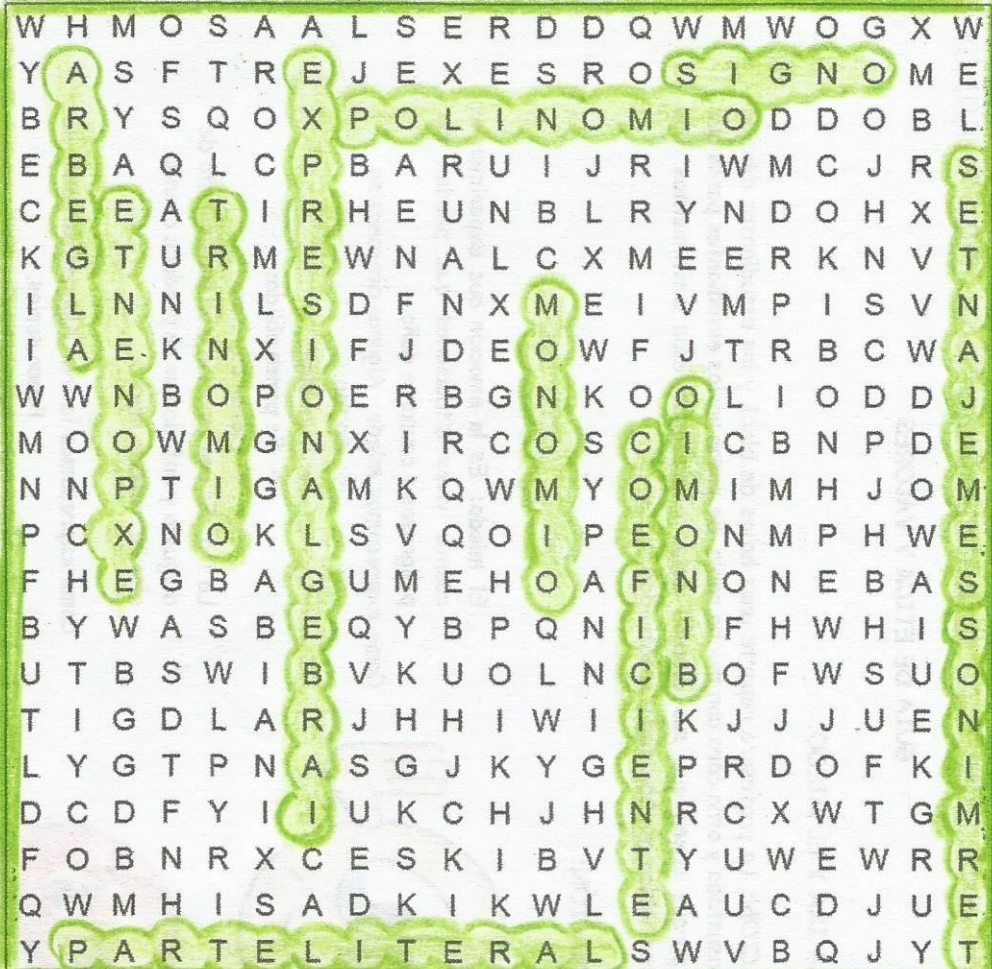 W H M O S A A L S E R D D Q W M W O G X W
Y A S F T R E J E X E S R O S I G N O M E
B R Y S Q O X P O L I N O M I O D D O B L
E B A Q L C P B A R U I J R I W M C J R S
C E E A T I R H E U N B L R Y N D O H X E
K G T U R M E W N A L C X M E E R K N V T
I L N N I L S D F N X M E I V M P I S V N
I A E K N X I F J D E O W F J T R B C W A
W W N B O P O E R B G N K O O L I O D D J
M O O W M G N X I R C O S C I C B N P D E
N N P T I G A M K Q W M Y O M I M H J O M
P C X N O K L S V Q O I P E O N M P H W E
F H E G B A G U M E H O A F N O N E B A S
B Y W A S B E Q Y B P Q N I I F H W H I S
U T B S W I B V K U O L N C B O F W S U O
T I G D L A R J H H I W I I K J J J U E N
L Y G T P N A S G J K Y G E P R D O F K I
D C D F Y I I U K C H J H N R C X W T G M
F O B N R X C E S K I B V T Y U W E W R R
Q W M H I S A D K I K W L E A U C D J U E
Y P A R T E L I T E R A L S W V B Q J Y T